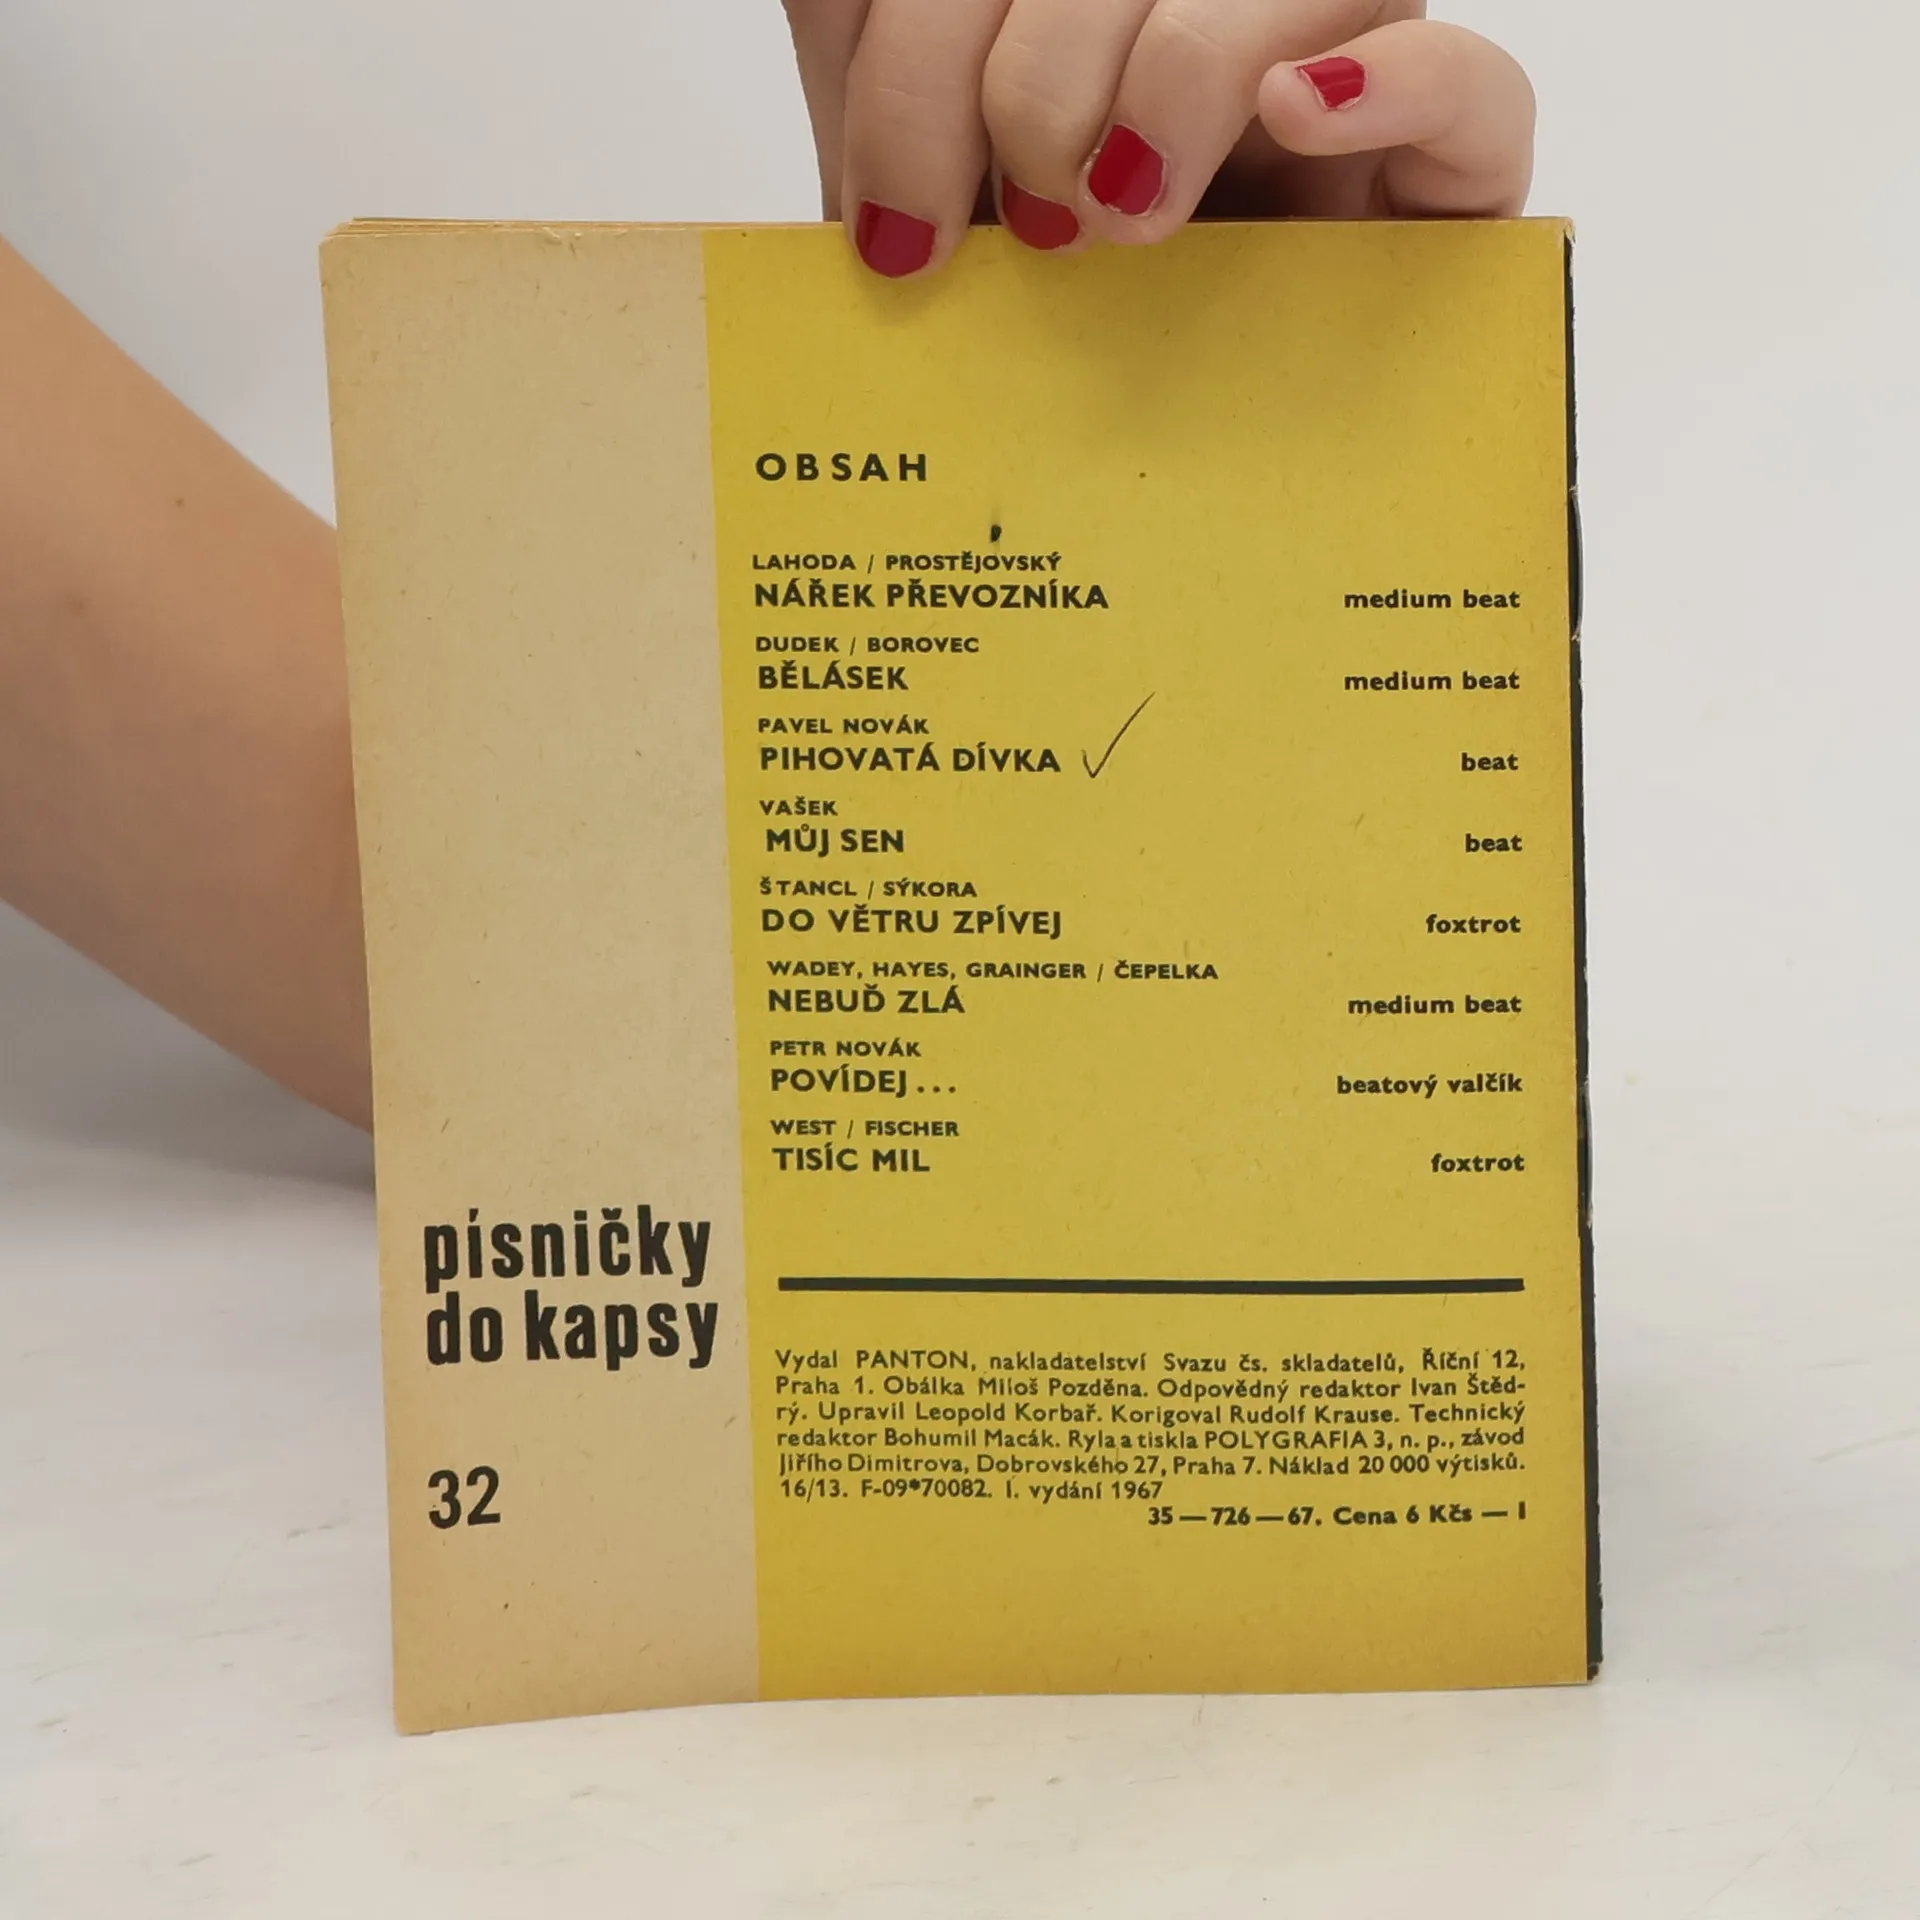 OBSAH
LAHODA / PROSTĚJOVSKÝ
NÁŘEK PŘEVOZNÍKA medium beat
DUDEK / BOROVEC
BĚLÁSEK medium beat
PAVEL NOVÁK
PIHOVATÁ DÍVKA beat
VAŠEK
MŮJ SEN beat
ŠTANCL / SÝKORA
DO VĚTRU ZPÍVEJ foxtrot
WADEY, HAYES, GRAINGER / ČEPELKA
NEBUĎ ZLÁ medium beat
PETR NOVÁK
POVÍDEJ... beatový valčík
WEST / FISCHER
TISÍC MIL foxtrot
písničky
do kapsy
32
Vydal PANTON, nakladatelství Svazu čs. skladatelů, Říční 12,
Praha 1. Obálka Miloš Pozděna. Odpovědný redaktor Ivan Štěd-
rý. Upravil Leopold Korbař. Korigoval Rudolf Krause. Technický
redaktor Bohumil Macák. Ryla a tiskla POLYGRAFIA 3, n. p., závod
Jiřího Dimitrova, Dobrovského 27, Praha 7. Náklad 20 000 výtisků.
16/13. F-09*70082. I. vydání 1967
35—726—67. Cena 6 Kčs — I